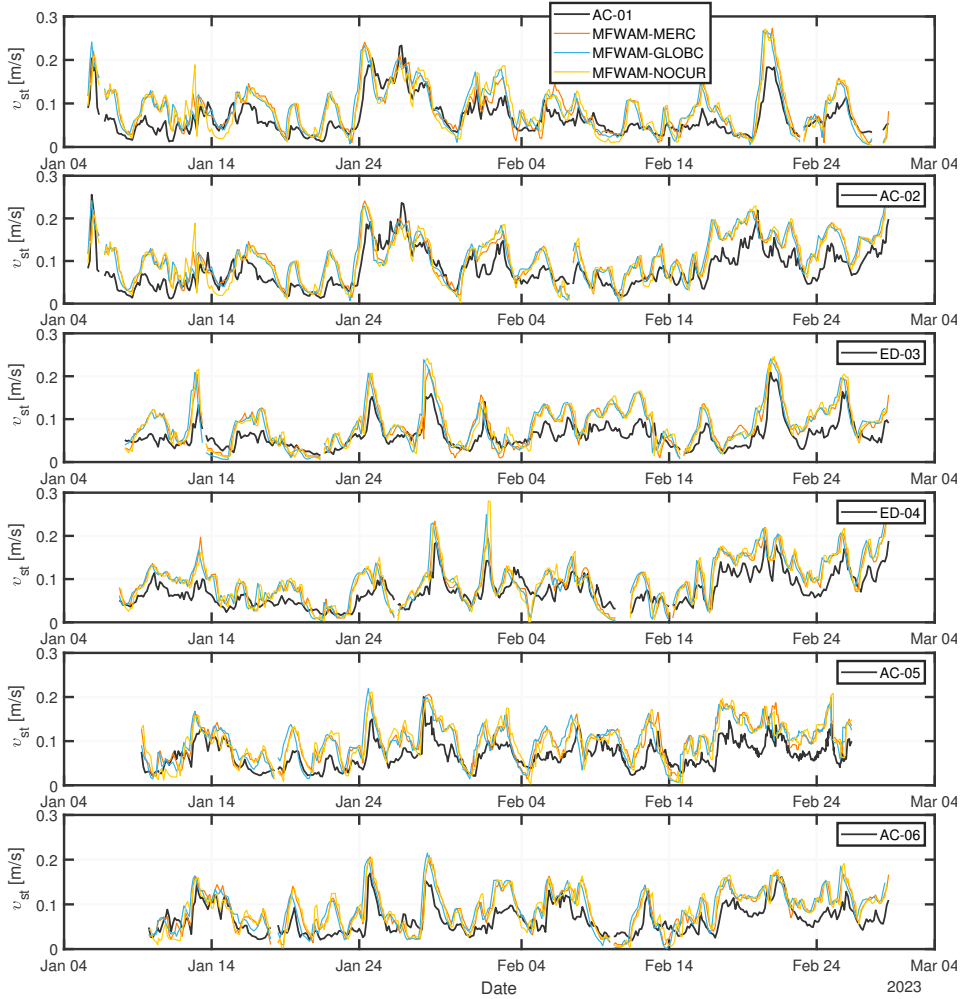 0.3
AC-01
MFWAM-MERC
MFWAM-GLOBC
MFWAM-NOCUR
0.2
v_st [m/s]
0.1
0
Jan 04 Jan 14 Jan 24 Feb 04 Feb 14 Feb 24 Mar 04
0.3
AC-02
0.2
v_st [m/s]
0.1
0
Jan 04 Jan 14 Jan 24 Feb 04 Feb 14 Feb 24 Mar 04
0.3
ED-03
0.2
v_st [m/s]
0.1
0
Jan 04 Jan 14 Jan 24 Feb 04 Feb 14 Feb 24 Mar 04
0.3
ED-04
0.2
v_st [m/s]
0.1
0
Jan 04 Jan 14 Jan 24 Feb 04 Feb 14 Feb 24 Mar 04
0.3
AC-05
0.2
v_st [m/s]
0.1
0
Jan 04 Jan 14 Jan 24 Feb 04 Feb 14 Feb 24 Mar 04
0.3
AC-06
0.2
v_st [m/s]
0.1
0
Jan 04 Jan 14 Jan 24 Feb 04 Feb 14 Feb 24 Mar 04
Date 2023